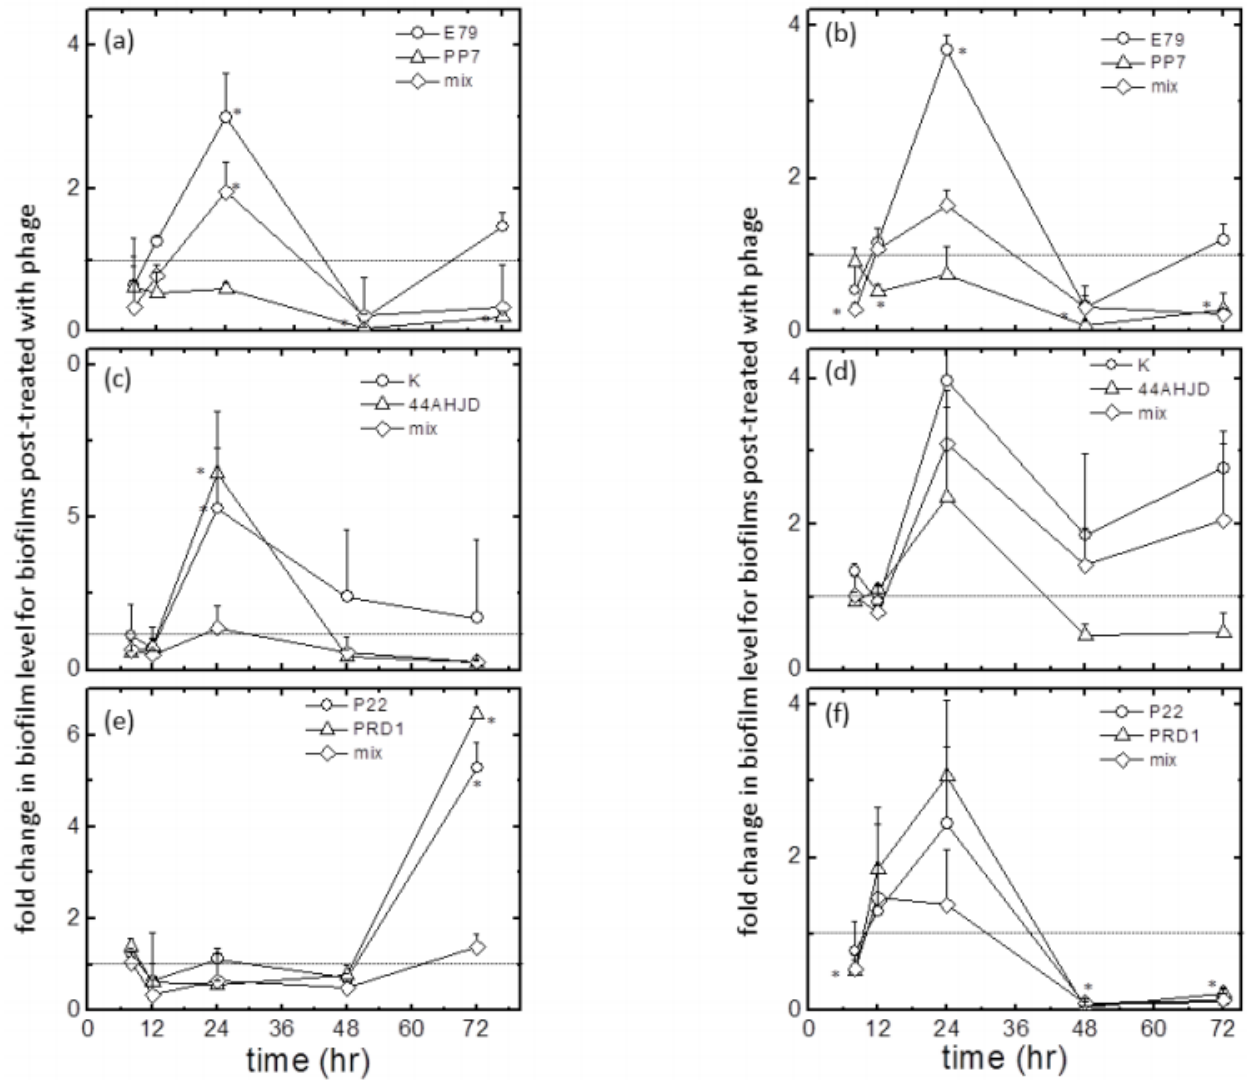 fold change in biofilm level for biofilms post-treated with phage
(a)
E79
PP7
mix
4
2
0
*
*
*
*
(c)
K
44AHJD
mix
0
5
0
*
*
(e)
P22
PRD1
mix
6
4
2
0
*
*
0 12 24 36 48 60 72
time (hr)
fold change in biofilm level for biofilms post-treated with phage
(b)
E79
PP7
mix
4
2
0
*
*
*
*
*
(d)
K
44AHJD
mix
4
2
0
(f)
P22
PRD1
mix
4
2
0
*
*
*
0 12 24 36 48 60 72
time (hr)